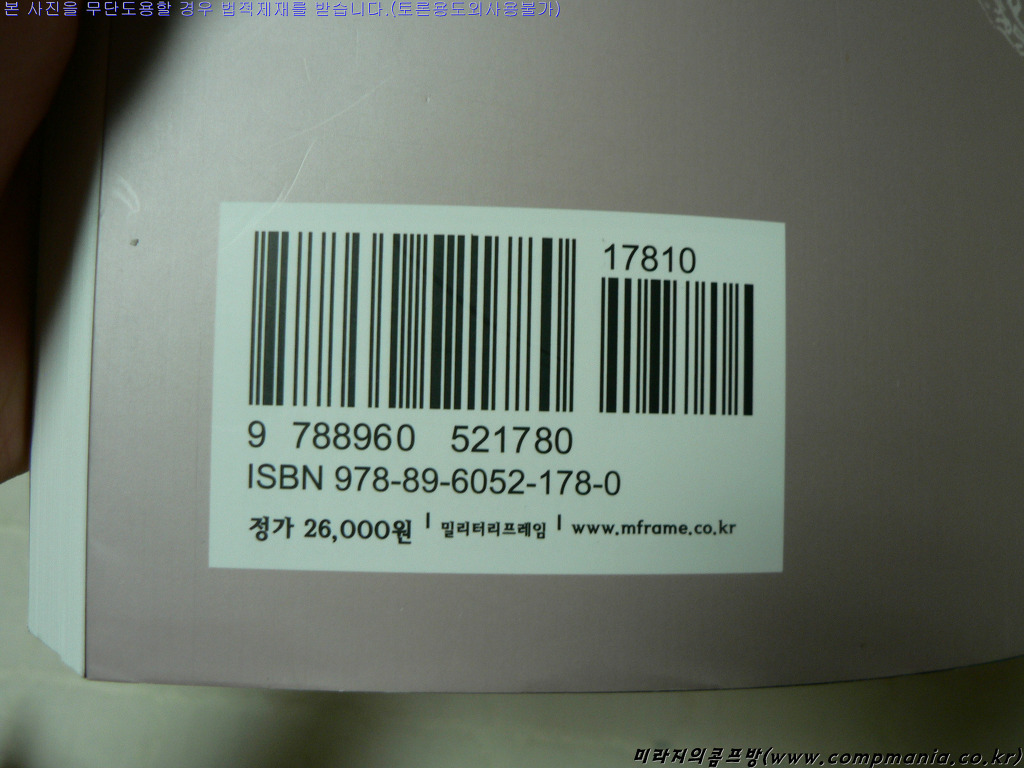 본 사진을 무단도용할 경우 법적제재를 받습니다.(토론용도외사용불가)
17810
9 788960 521780
ISBN 978-89-6052-178-0
정가 26,000원 | 밀리터리프레임 | www.mframe.co.kr
미라지의콤프방(www.compmania.co.kr)